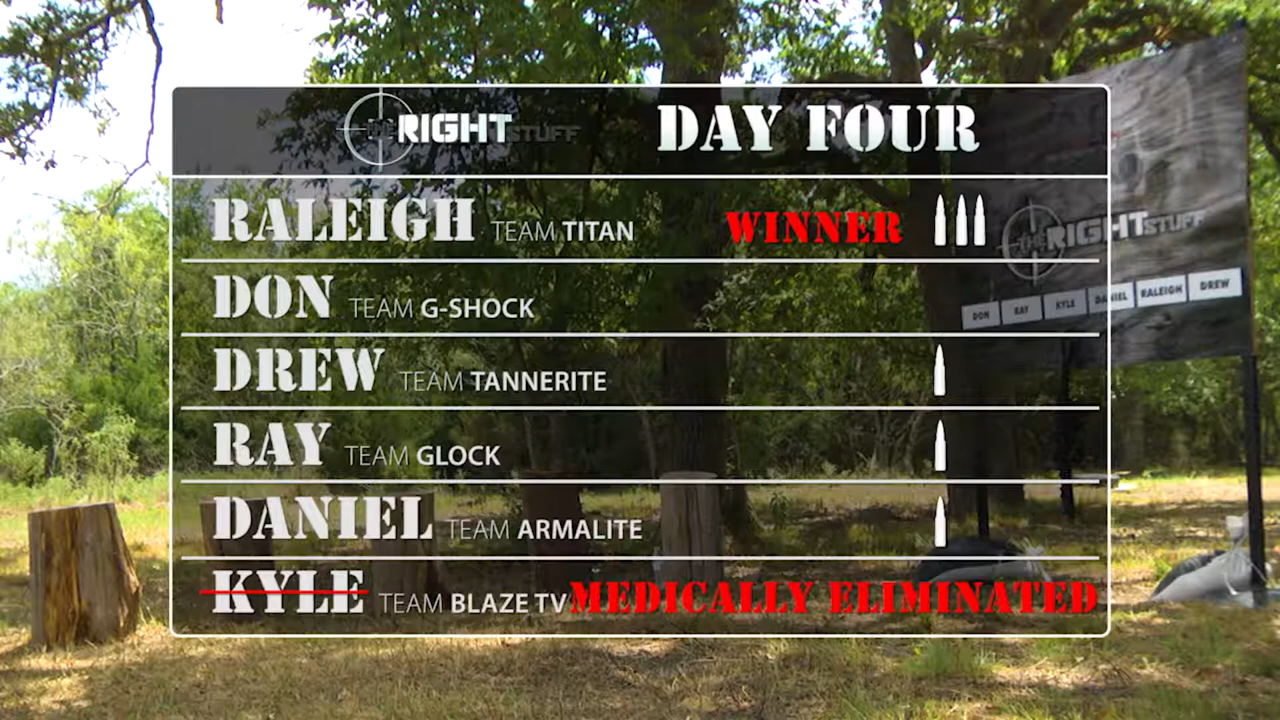 THE RIGHT STUFF DAY FOUR
RALEIGH TEAM TITAN WINNER
DON TEAM G-SHOCK
DREW TEAM TANNERITE
RAY TEAM GLOCK
DANIEL TEAM ARMALITE
KYLE TEAM BLAZE TV MEDICALLY ELIMINATED
THE RIGHT STUFF
DON RAY KYLE DANIEL RALEIGH DREW